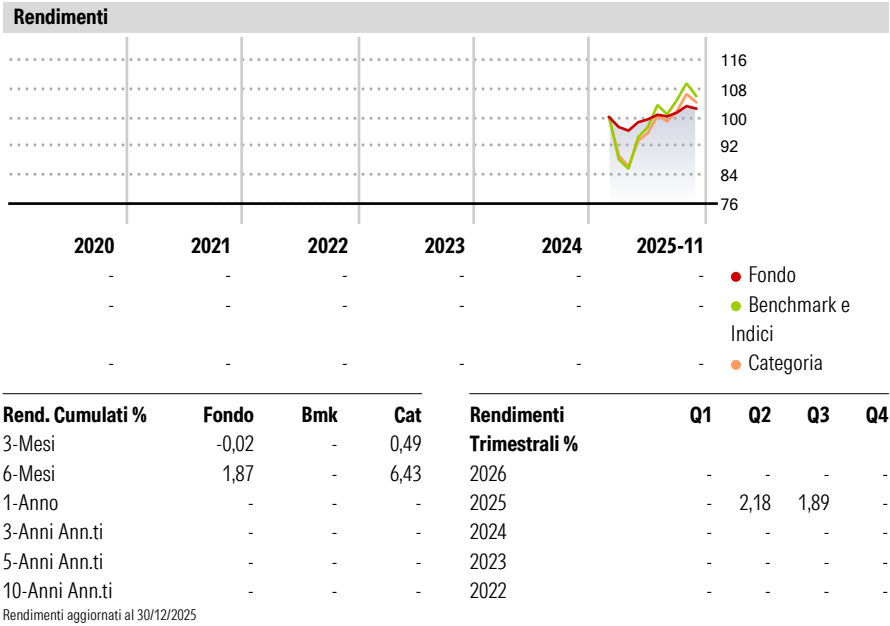 Rendimenti
116
108
100
92
84
76
2020 2021 2022 2023 2024 2025-11
- - - - - - Fondo
- - - - - - Benchmark e
Indici
- - - - - - Categoria
Rend. Cumulati % Fondo Bmk Cat
3-Mesi -0,02 - 0,49
6-Mesi 1,87 - 6,43
1-Anno - - -
3-Anni Ann.ti - - -
5-Anni Ann.ti - - -
10-Anni Ann.ti - - -
Rendimenti Q1 Q2 Q3 Q4
Trimestrali %
2026 - - - -
2025 - 2,18 1,89 -
2024 - - - -
2023 - - - -
2022 - - - -
Rendimenti aggiornati al 30/12/2025